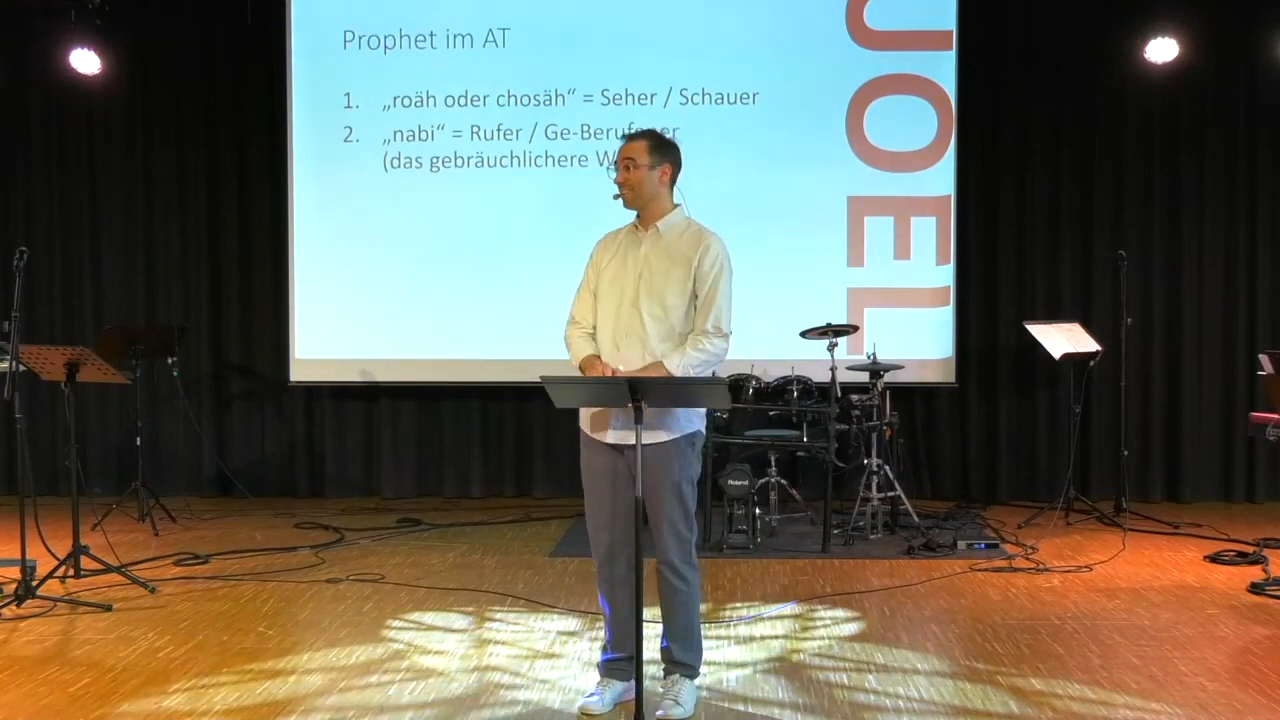 Prophet im AT
1. „roäh oder chosäh“ = Seher / Schauer
2. „nabi“ = Rufer / Ge-Berufener
(das gebräuchlichere
JOEL
Roland